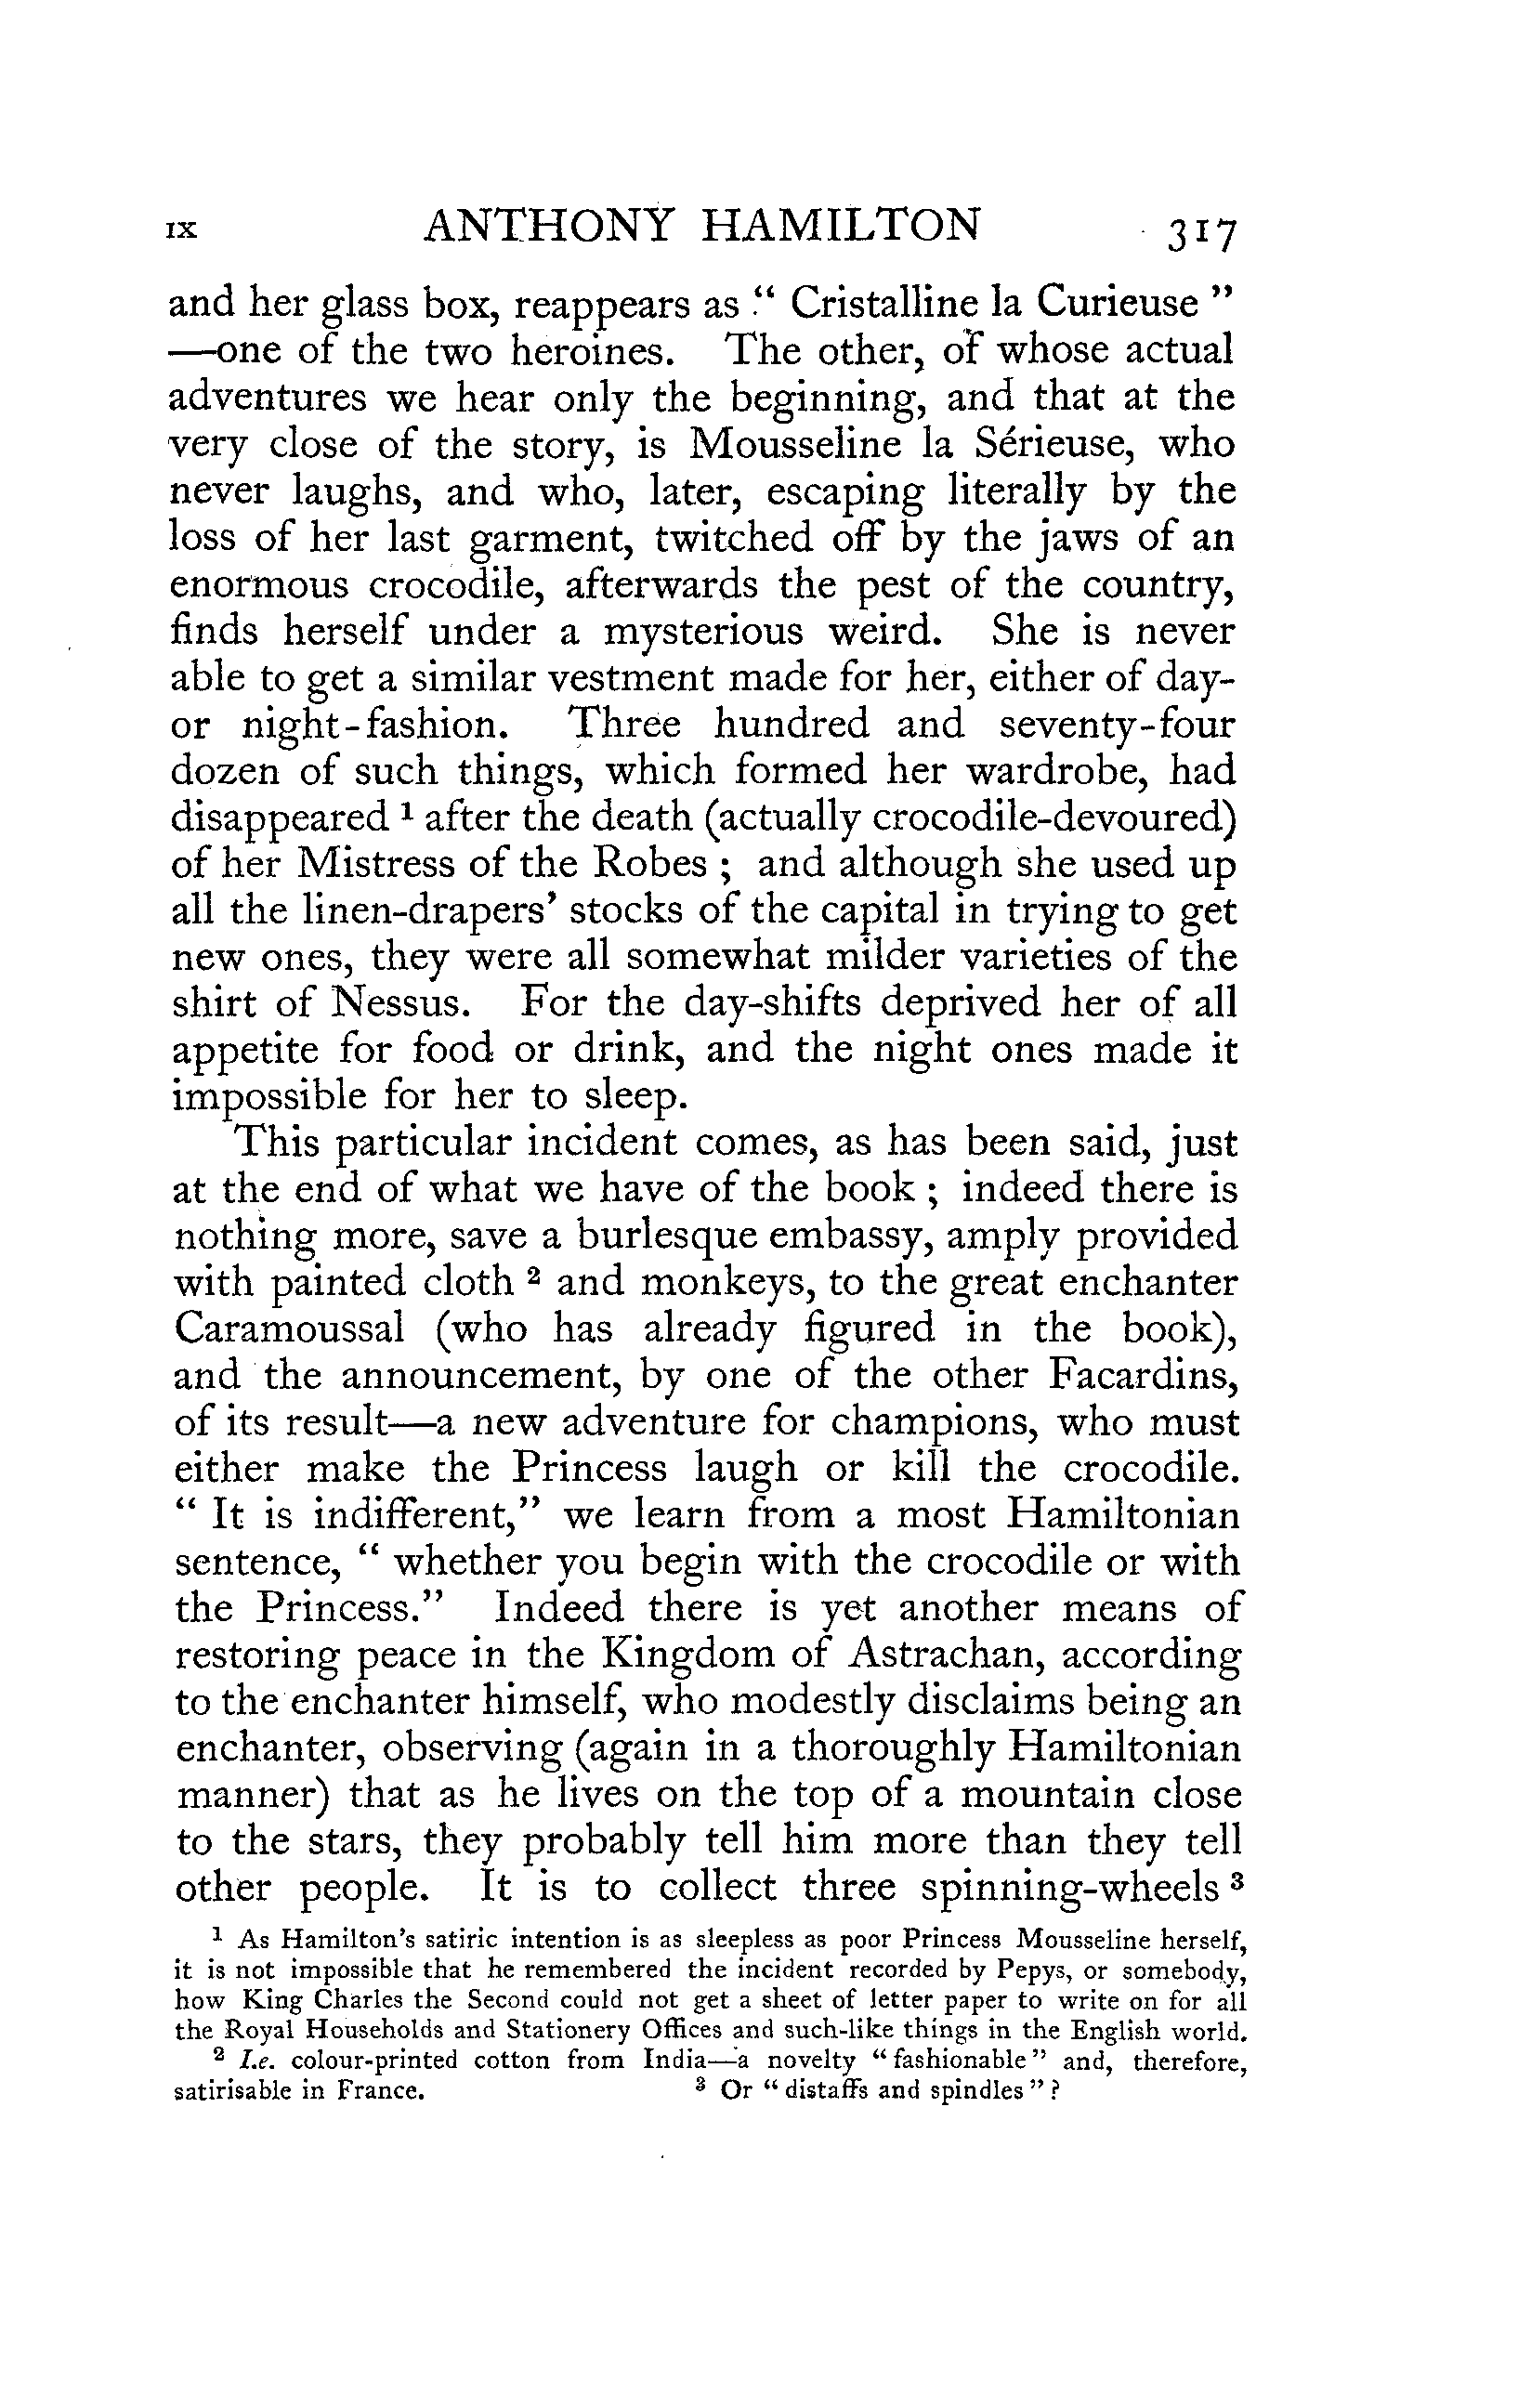 IX ANTHONY HAMILTON 317
and her glass box, reappears as “ Cristalline la Curieuse ”
—one of the two heroines. The other, of whose actual
adventures we hear only the beginning, and that at the
very close of the story, is Mousseline la Sérieuse, who
never laughs, and who, later, escaping literally by the
loss of her last garment, twitched off by the jaws of an
enormous crocodile, afterwards the pest of the country,
finds herself under a mysterious weird. She is never
able to get a similar vestment made for her, either of day-
or night-fashion. Three hundred and seventy-four
dozen of such things, which formed her wardrobe, had
disappeared ¹ after the death (actually crocodile-devoured)
of her Mistress of the Robes ; and although she used up
all the linen-drapers’ stocks of the capital in trying to get
new ones, they were all somewhat milder varieties of the
shirt of Nessus. For the day-shifts deprived her of all
appetite for food or drink, and the night ones made it
impossible for her to sleep.
This particular incident comes, as has been said, just
at the end of what we have of the book ; indeed there is
nothing more, save a burlesque embassy, amply provided
with painted cloth ² and monkeys, to the great enchanter
Caramoussal (who has already figured in the book),
and the announcement, by one of the other Facardins,
of its result—a new adventure for champions, who must
either make the Princess laugh or kill the crocodile.
“ It is indifferent,” we learn from a most Hamiltonian
sentence, “ whether you begin with the crocodile or with
the Princess.” Indeed there is yet another means of
restoring peace in the Kingdom of Astrachan, according
to the enchanter himself, who modestly disclaims being an
enchanter, observing (again in a thoroughly Hamiltonian
manner) that as he lives on the top of a mountain close
to the stars, they probably tell him more than they tell
other people. It is to collect three spinning-wheels ³
¹ As Hamilton’s satiric intention is as sleepless as poor Princess Mousseline herself,
it is not impossible that he remembered the incident recorded by Pepys, or somebody,
how King Charles the Second could not get a sheet of letter paper to write on for all
the Royal Households and Stationery Offices and such-like things in the English world.
² I.e. colour-printed cotton from India—a novelty “fashionable” and, therefore,
satirisable in France. ³ Or “distaffs and spindles”?